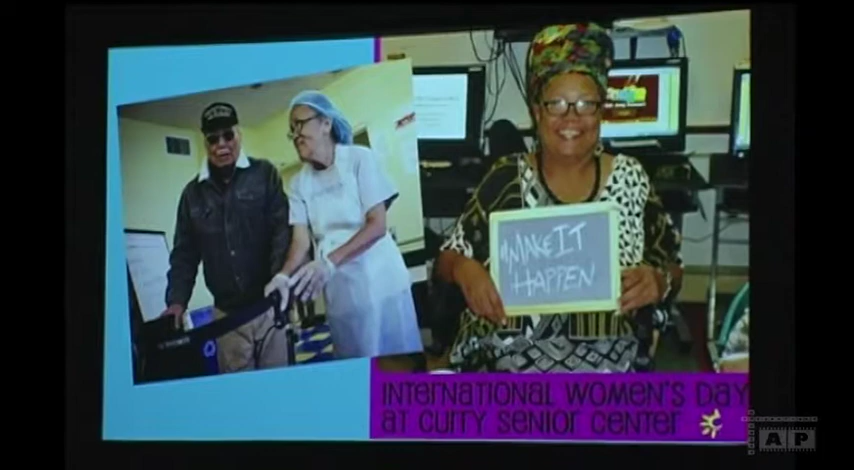 #MAKE IT
HAPPEN
INTERNATIONAL WOMEN'S DAY
AT CURRY SENIOR CENTER
AP